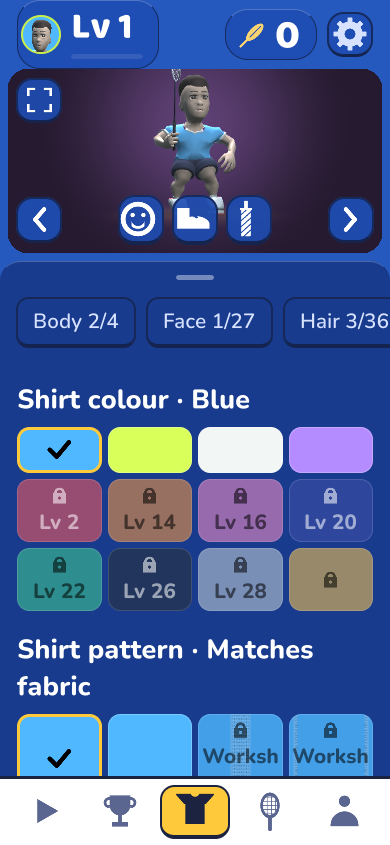 Lv 1
0
Body 2/4
Face 1/27
Hair 3/36
Shirt colour · Blue
Lv 2
Lv 14
Lv 16
Lv 20
Lv 22
Lv 26
Lv 28
Shirt pattern · Matches
fabric
Worksh
Worksh